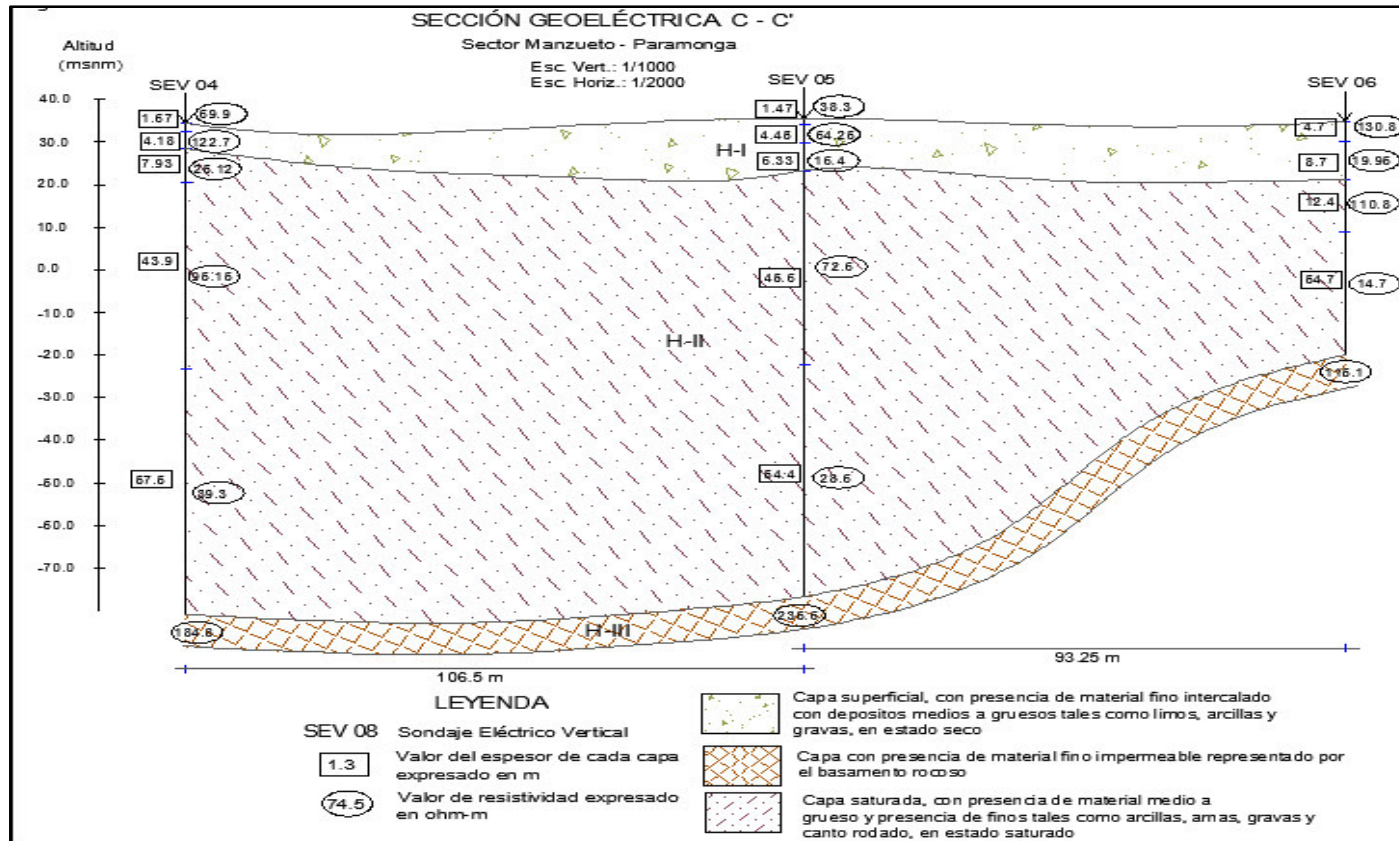 SECCIÓN GEOELÉCTRICA C - C'
Sector Manzueto - Paramonga
Esc. Vert.: 1/1000
Esc. Horiz.: 1/2000
Altitud
(msnm)
40.0
30.0
20.0
10.0
0.0
-10.0
-20.0
-30.0
-40.0
-50.0
-60.0
-70.0
SEV 04
1.67 69.9
4.18 122.7
7.93 26.12
43.9 95.15
67.6 39.3
184.8
SEV 05
1.47 38.3
4.46 64.26
6.33 16.4
46.6 72.6
54.4 28.6
236.6
SEV 06
4.7 130.8
8.7 19.96
12.4 110.8
54.7 14.7
116.1
H-I
H-II
H-III
106.5 m
93.25 m
LEYENDA
SEV 08 Sondaje Eléctrico Vertical
1.3 Valor del espesor de cada capa
expresado en m
74.5 Valor de resistividad expresado
en ohm-m
Capa superficial, con presencia de material fino intercalado
con depositos medios a gruesos tales como limos, arcillas y
gravas, en estado seco
Capa con presencia de material fino impermeable representado por
el basamento rocoso
Capa saturada, con presencia de material medio a
grueso y presencia de finos tales como arcillas, arnas, gravas y
canto rodado, en estado saturado